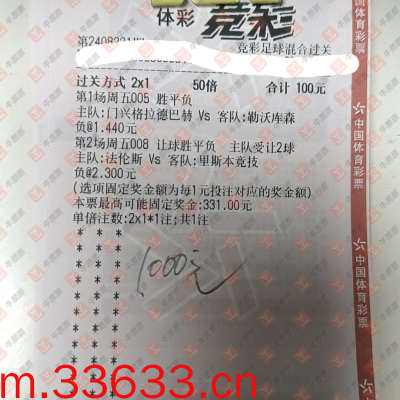 体彩 竞彩
竞彩足球混合过关
过关方式 2x1 50倍 合计 100元
第1场周五005 胜平负
主队:门兴格拉德巴赫 Vs 客队:勒沃库森
负@1.440元
第2场周五008 让球胜平负 主队受让2球
主队:法伦斯 Vs 客队:里斯本竞技
负@2.300元
(选项固定奖金额为每1元投注对应的奖金额)
本票最高可能固定奖金:331.00元
单倍注数:2x1*1注;共1注
1000元
中国体育彩票
中国体育彩票
中国体育彩票
m.33633.cn